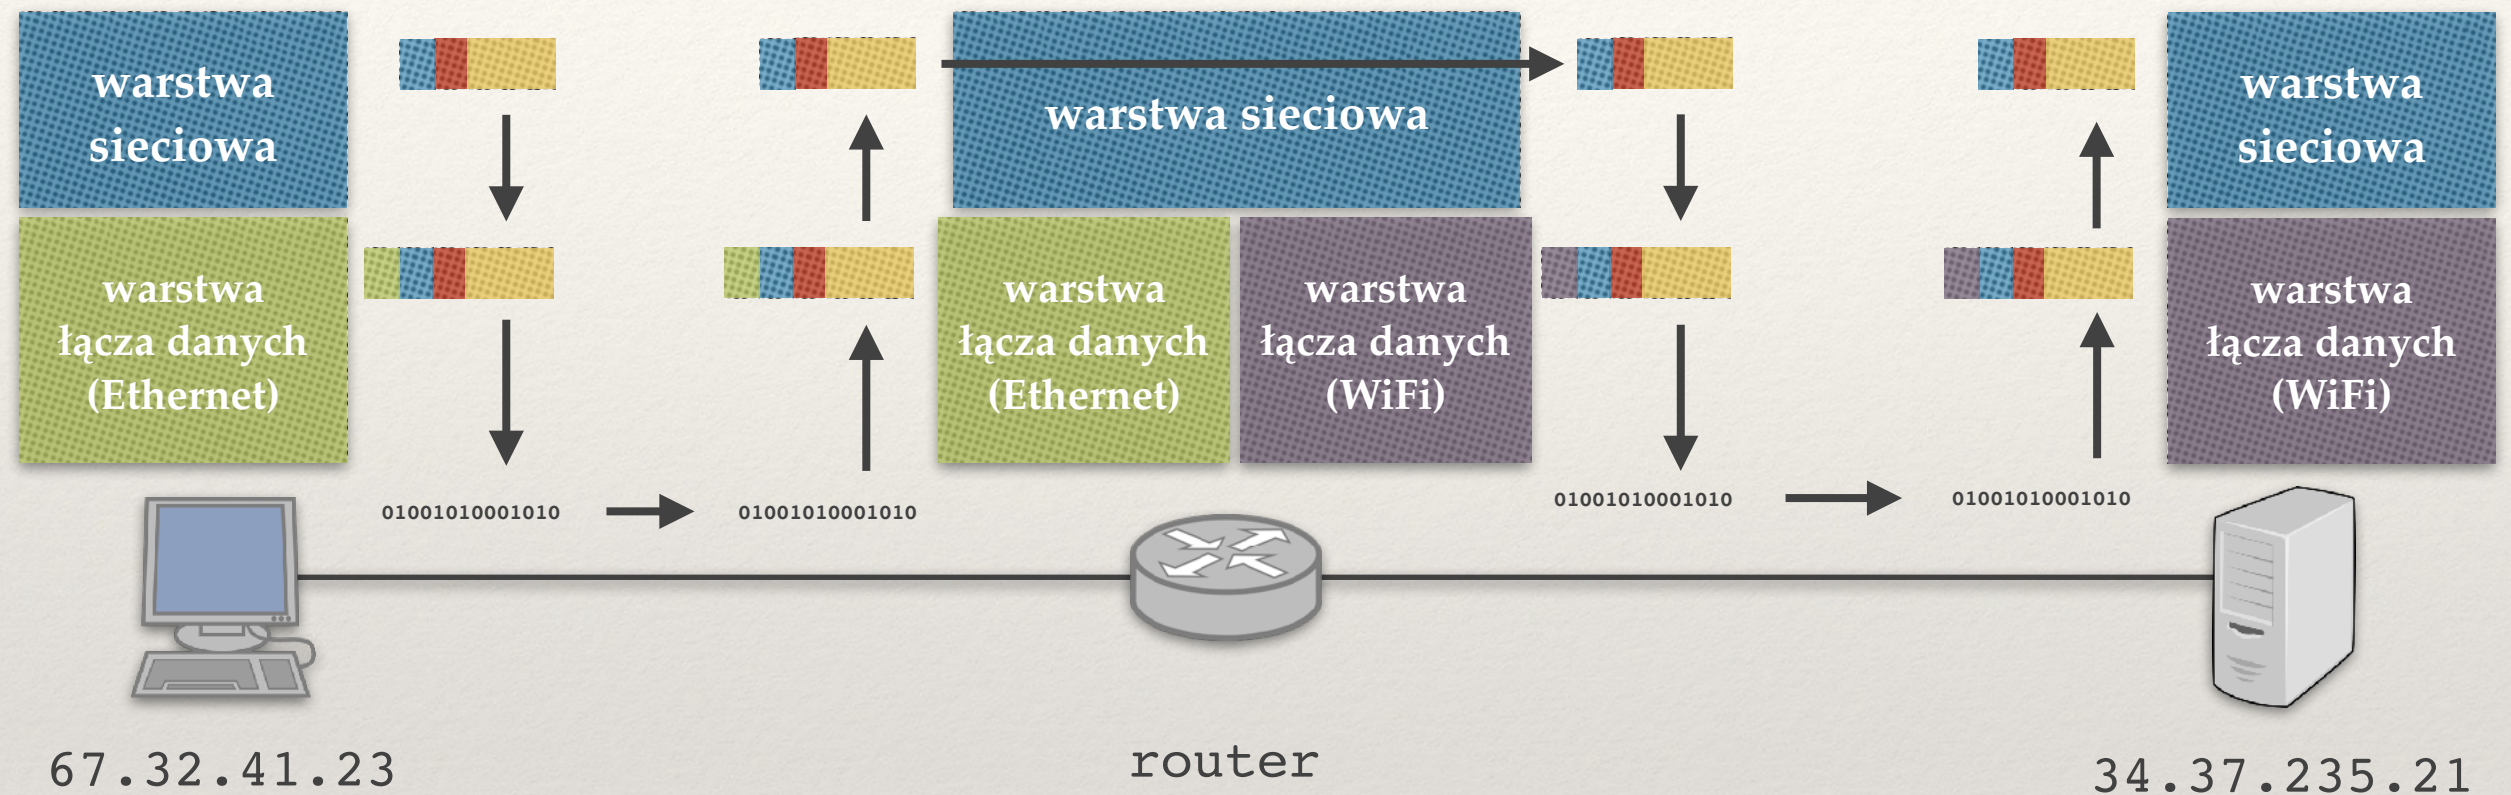 warstwa
sieciowa
warstwa sieciowa
warstwa
sieciowa
warstwa
łącza danych
(Ethernet)
warstwa
łącza danych
(Ethernet)
warstwa
łącza danych
(WiFi)
warstwa
łącza danych
(WiFi)
01001010001010
01001010001010
01001010001010
01001010001010
67.32.41.23
router
34.37.235.21